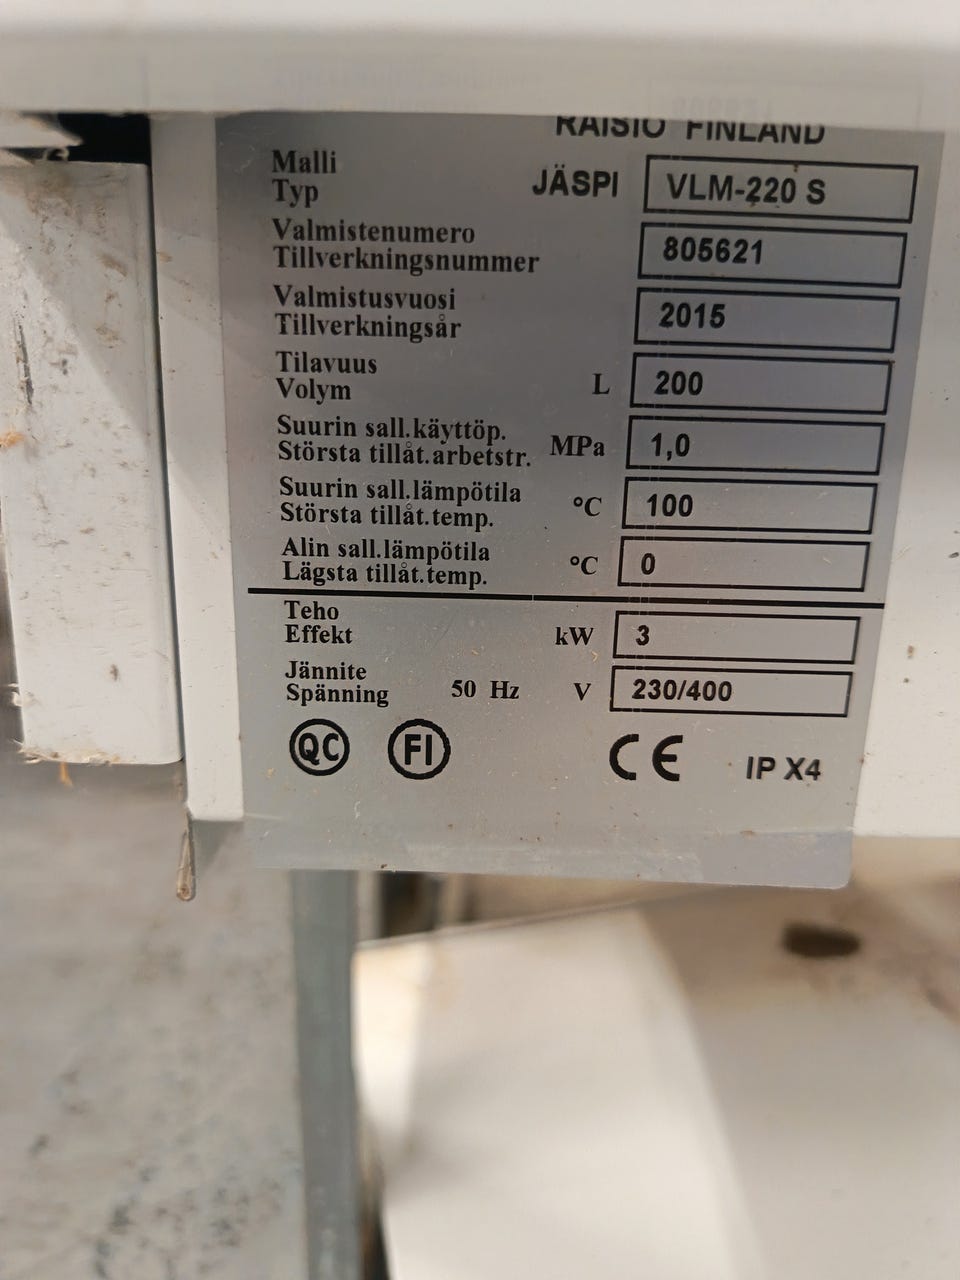 RAISIO FINLAND
Malli
Typ JÄSPI VLM-220 S
Valmistenumero
Tillverkningsnummer 805621
Valmistusvuosi
Tillverkningsår 2015
Tilavuus
Volym L 200
Suurin sall.käyttöp.
Största tillåt.arbetstr. MPa 1,0
Suurin sall.lämpötila
Största tillåt.temp. °C 100
Alin sall.lämpötila
Lägsta tillåt.temp. °C 0
Teho
Effekt kW 3
Jännite
Spänning 50 Hz V 230/400
QC FI CE IP X4